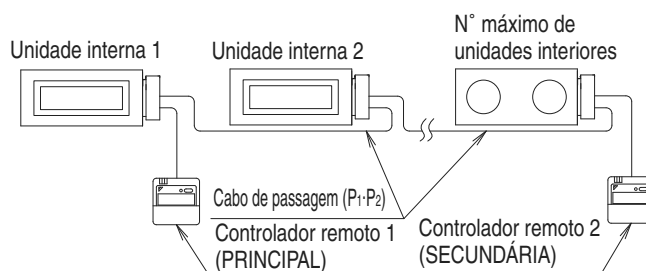 Unidade interna 1
Unidade interna 2
N° máximo de
unidades interiores
Cabo de passagem (P1·P2)
Controlador remoto 1
(PRINCIPAL)
Controlador remoto 2
(SECUNDÁRIA)